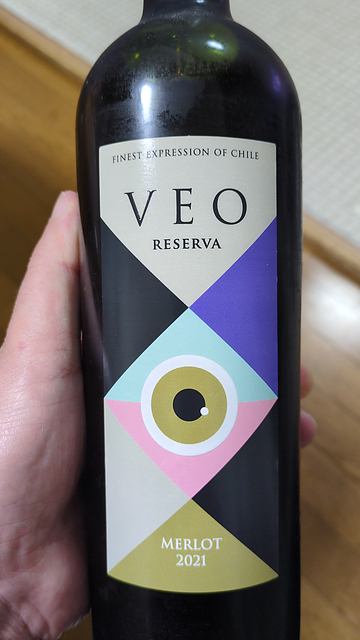 FINEST EXPRESSION OF CHILE
VEO
RESERVA
MERLOT
2021